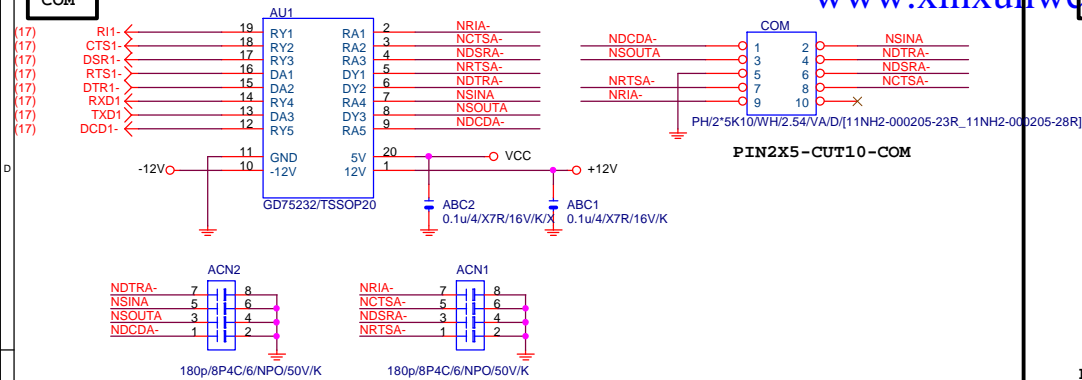 COM
www.xinxunwe
(17) RI1- 19 RY1 AU1 RA1 2 NRIA-
(17) CTS1- 18 RY2 RA2 3 NCTSA-
(17) DSR1- 17 RY3 RA3 4 NDSRA-
(17) RTS1- 16 DA1 DY1 5 NRTSA-
(17) DTR1- 15 DA2 DY2 6 NDTRA-
(17) RXD1 14 RY4 RA4 7 NSINA
(17) TXD1 13 DA3 DY3 8 NSOUTA
(17) DCD1- 12 RY5 RA5 9 NDCDA-
11 GND 5V 20 VCC
-12V 10 -12V 12V 1 +12V
GD75232/TSSOP20
ABC2
0.1u/4/X7R/16V/K/X
ABC1
0.1u/4/X7R/16V/K
COM
NDCDA- 1 2 NSINA
NSOUTA 3 4 NDTRA-
5 6 NDSRA-
NRTSA- 7 8 NCTSA-
NRIA- 9 10
PH/2*5K10/WH/2.54/VA/D/[11NH2-000205-23R_11NH2-000205-28R]
PIN2X5-CUT10-COM
D
ACN2
NDTRA- 7 8
NSINA 5 6
NSOUTA 3 4
NDCDA- 1 2
180p/8P4C/6/NPO/50V/K
ACN1
NRIA- 7 8
NCTSA- 5 6
NDSRA- 3 4
NRTSA- 1 2
180p/8P4C/6/NPO/50V/K